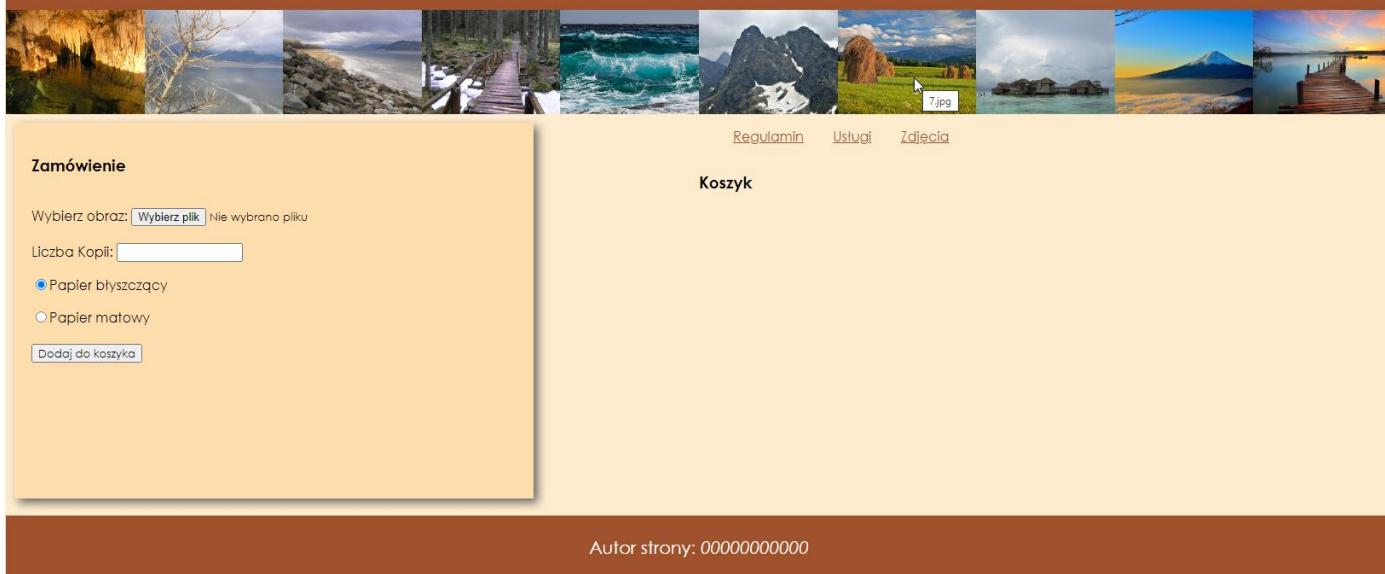 7.jpg
Regulamin Usługi Zdjęcia
Zamówienie
Wybierz obraz: Wybierz plik Nie wybrano pliku
Liczba Kopii:
Papier błyszczący
Papier matowy
Dodaj do koszyka
Koszyk
Autor strony: 00000000000